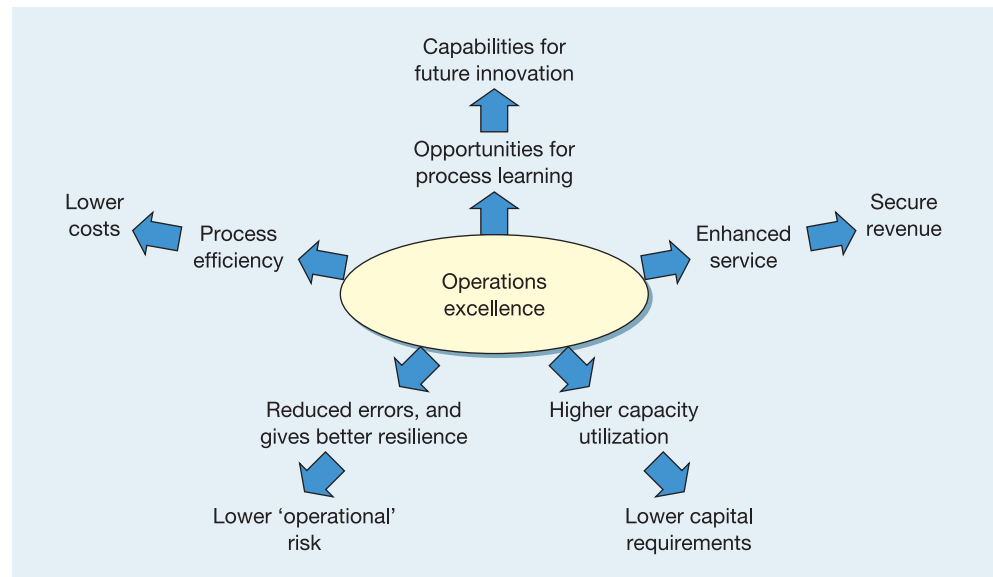 Capabilities for
future innovation
Opportunities for
process learning
Lower
costs
Process
efficiency
Operations
excellence
Enhanced
service
Secure
revenue
Reduced errors, and
gives better resilience
Higher capacity
utilization
Lower ‘operational’
risk
Lower capital
requirements